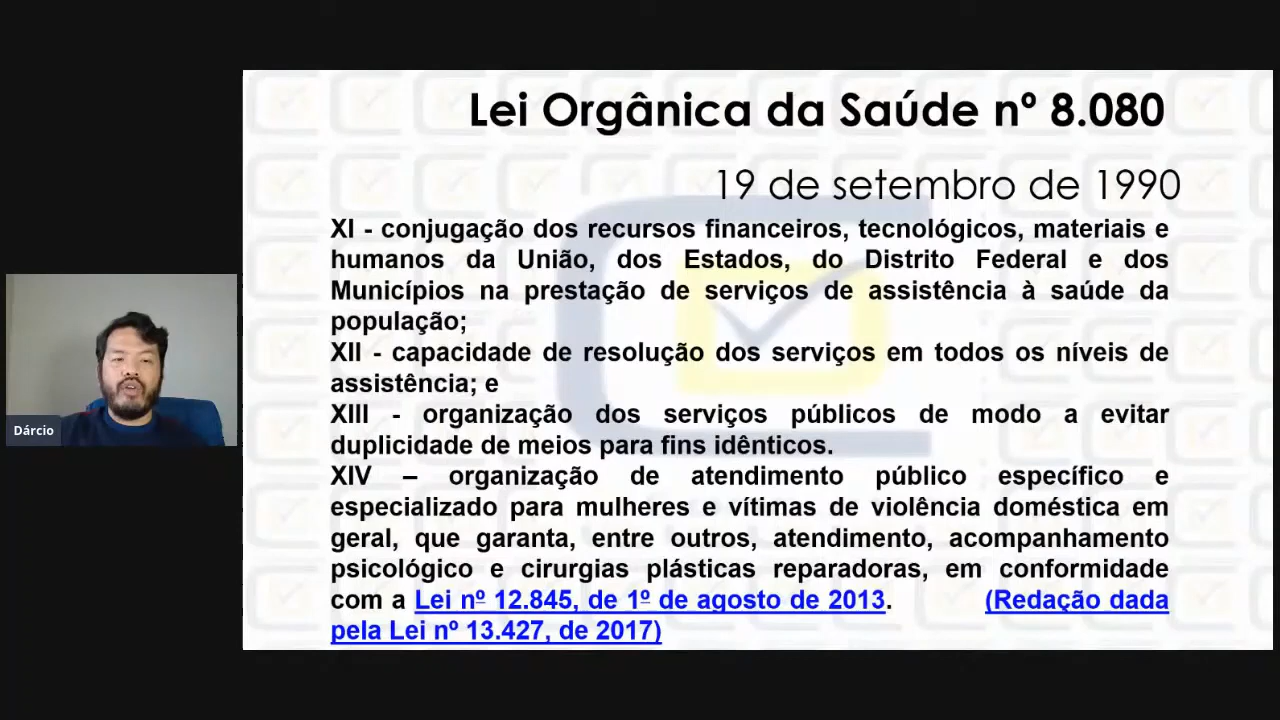 Lei Orgânica da Saúde nº 8.080
19 de setembro de 1990
XI - conjugação dos recursos financeiros, tecnológicos, materiais e
humanos da União, dos Estados, do Distrito Federal e dos
Municípios na prestação de serviços de assistência à saúde da
população;
XII - capacidade de resolução dos serviços em todos os níveis de
assistência; e
XIII - organização dos serviços públicos de modo a evitar
duplicidade de meios para fins idênticos.
XIV – organização de atendimento público específico e
especializado para mulheres e vítimas de violência doméstica em
geral, que garanta, entre outros, atendimento, acompanhamento
psicológico e cirurgias plásticas reparadoras, em conformidade
com a Lei nº 12.845, de 1º de agosto de 2013. (Redação dada
pela Lei nº 13.427, de 2017)
Dárcio